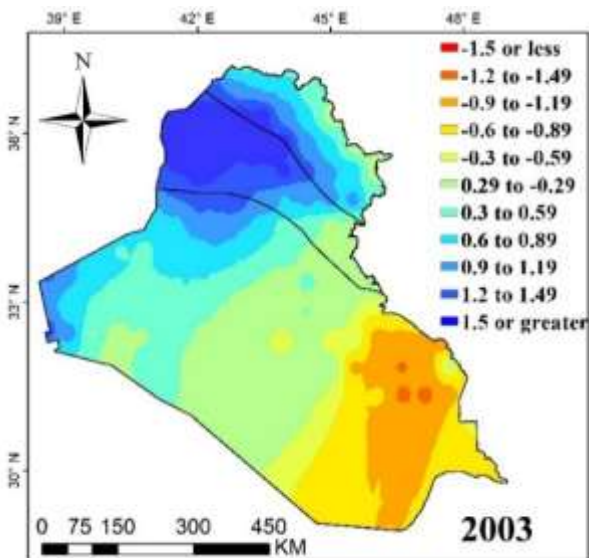 39° E 42° E 45° E 48° E
N
36° N
33° N
30° N
-1.5 or less
-1.2 to -1.49
-0.9 to -1.19
-0.6 to -0.89
-0.3 to -0.59
0.29 to -0.29
0.3 to 0.59
0.6 to 0.89
0.9 to 1.19
1.2 to 1.49
1.5 or greater
2003
0 75 150 300 450
KM